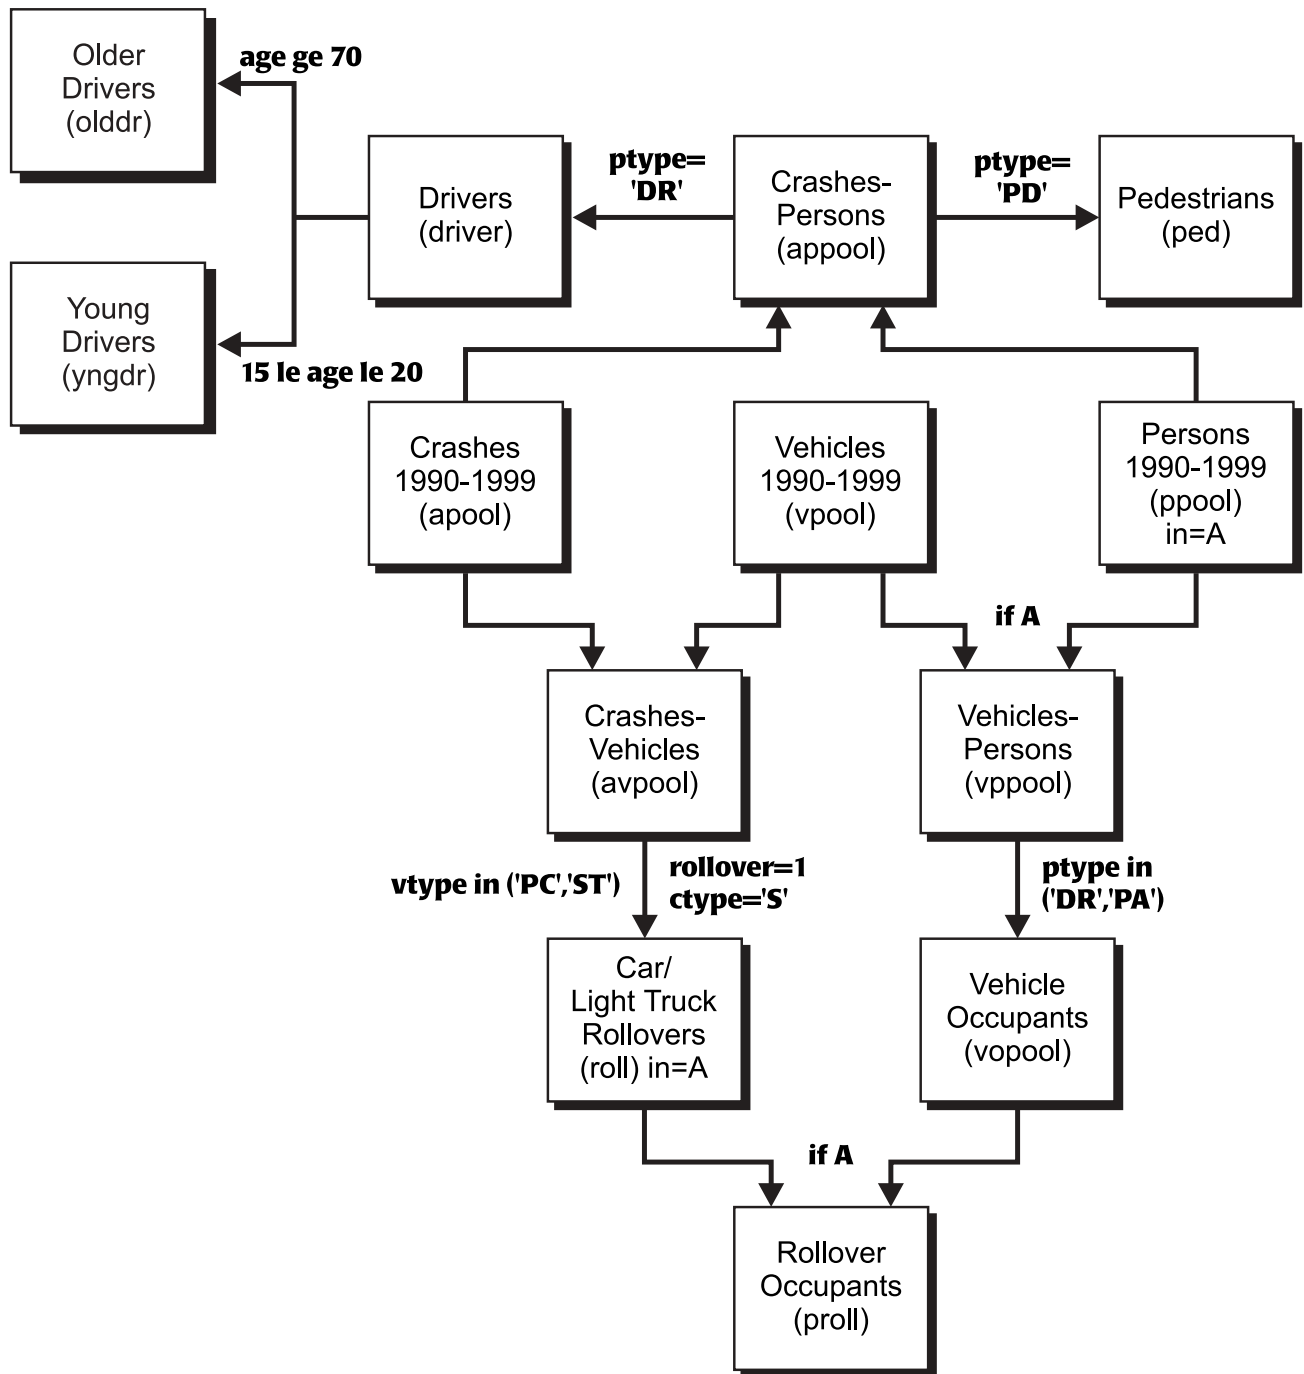 Older
Drivers
(olddr)
age ge 70
Drivers
(driver)
ptype=
'DR'
Crashes-
Persons
(appool)
ptype=
'PD'
Pedestrians
(ped)
Young
Drivers
(yngdr)
15 le age le 20
Crashes
1990-1999
(apool)
Vehicles
1990-1999
(vpool)
Persons
1990-1999
(ppool)
in=A
if A
Crashes-
Vehicles
(avpool)
Vehicles-
Persons
(vppool)
vtype in ('PC','ST')
rollover=1
ctype='S'
ptype in
('DR','PA')
Car/
Light Truck
Rollovers
(roll) in=A
Vehicle
Occupants
(vopool)
if A
Rollover
Occupants
(proll)